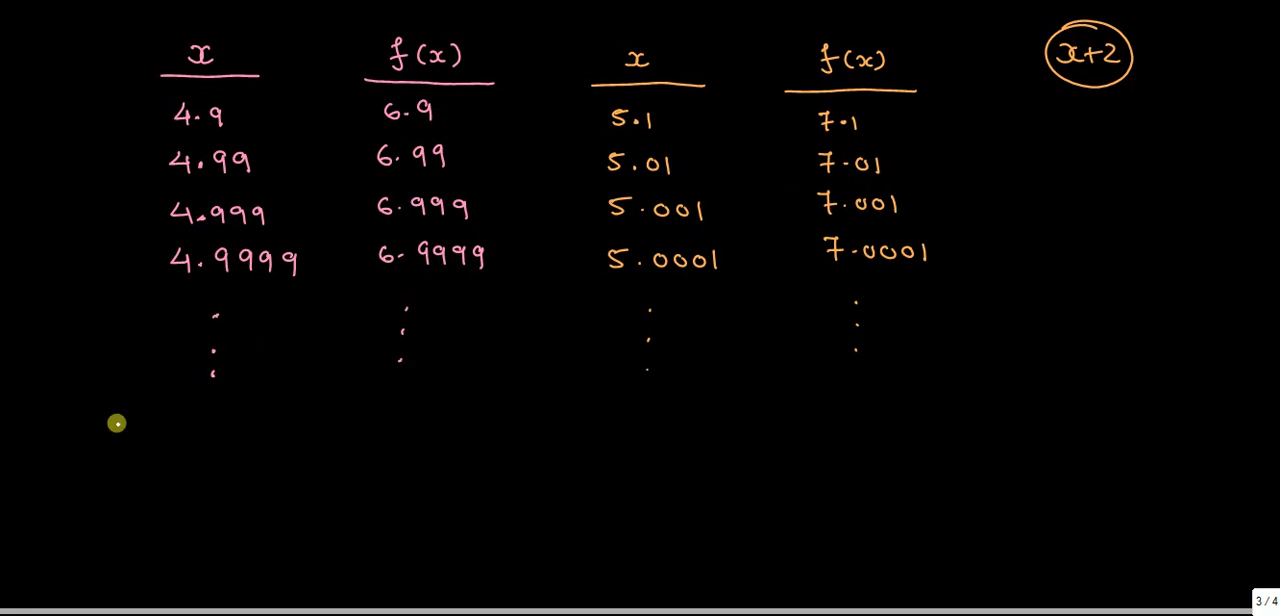 x f(x) x f(x) x+2
4.9 6.9 5.1 7.1
4.99 6.99 5.01 7.01
4.999 6.999 5.001 7.001
4.9999 6.9999 5.0001 7.0001
3/4